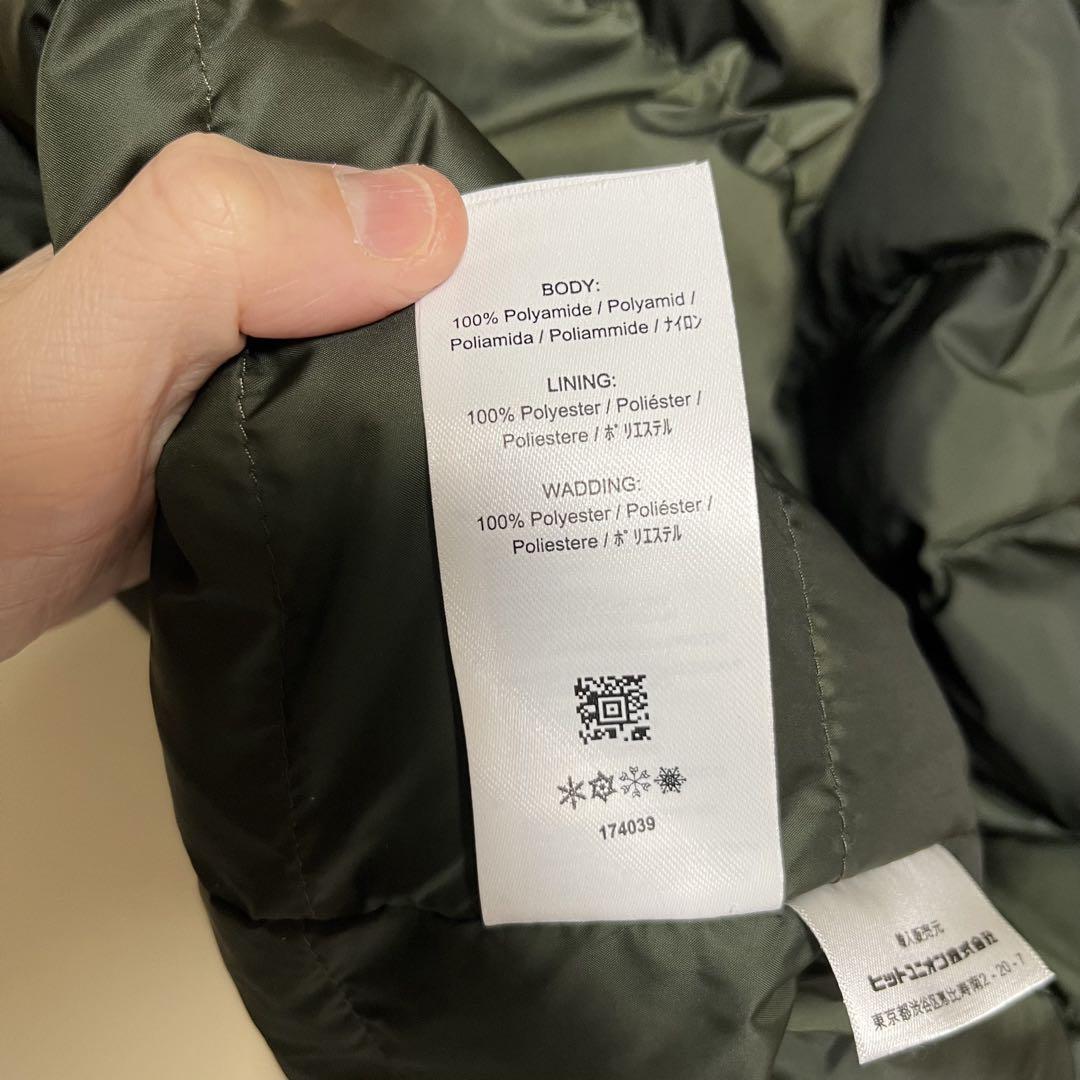 BODY:
100% Polyamide / Polyamid /
Poliamida / Poliammide / ナイロン
LINING:
100% Polyester / Poliéster /
Poliestere / ポリエステル
WADDING:
100% Polyester / Poliéster /
Poliestere / ポリエステル
174039
輸入販売元
ヒットユニオン株式会社
東京都渋谷区恵比寿南2-20-7